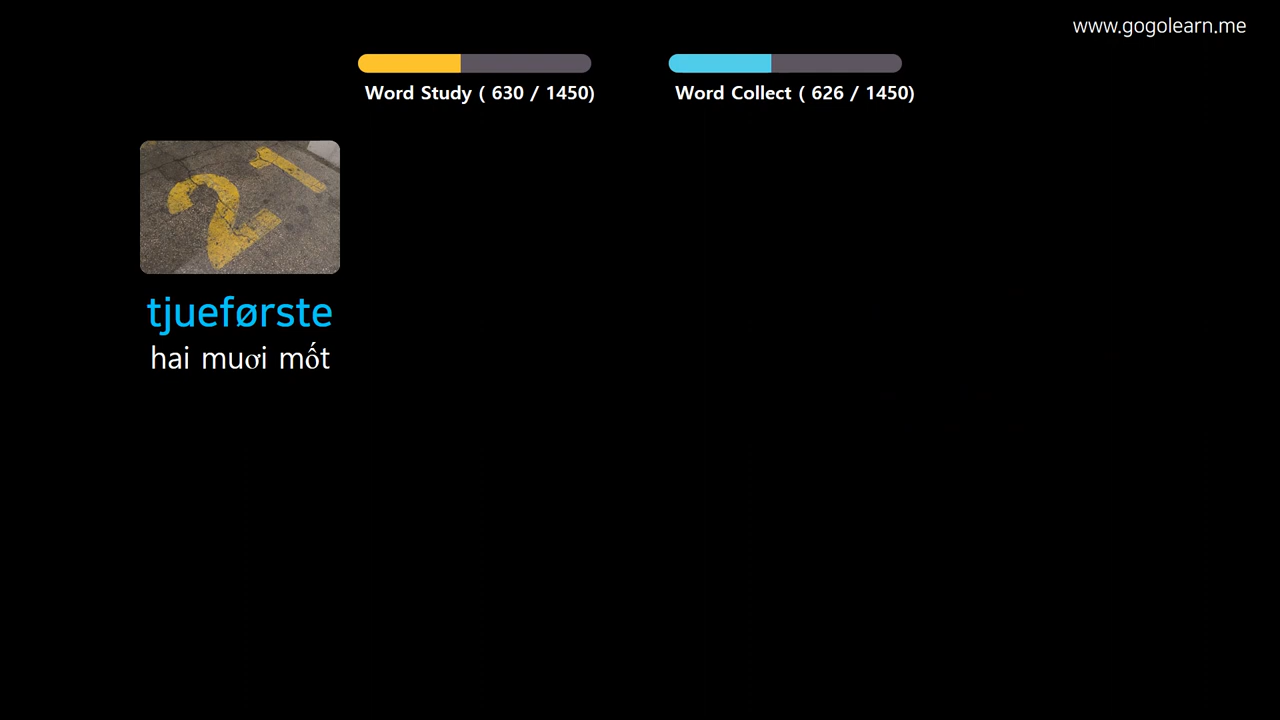 www.gogolearn.me
Word Study ( 630 / 1450)
Word Collect ( 626 / 1450)
21
tjueførste
hai mươi mốt